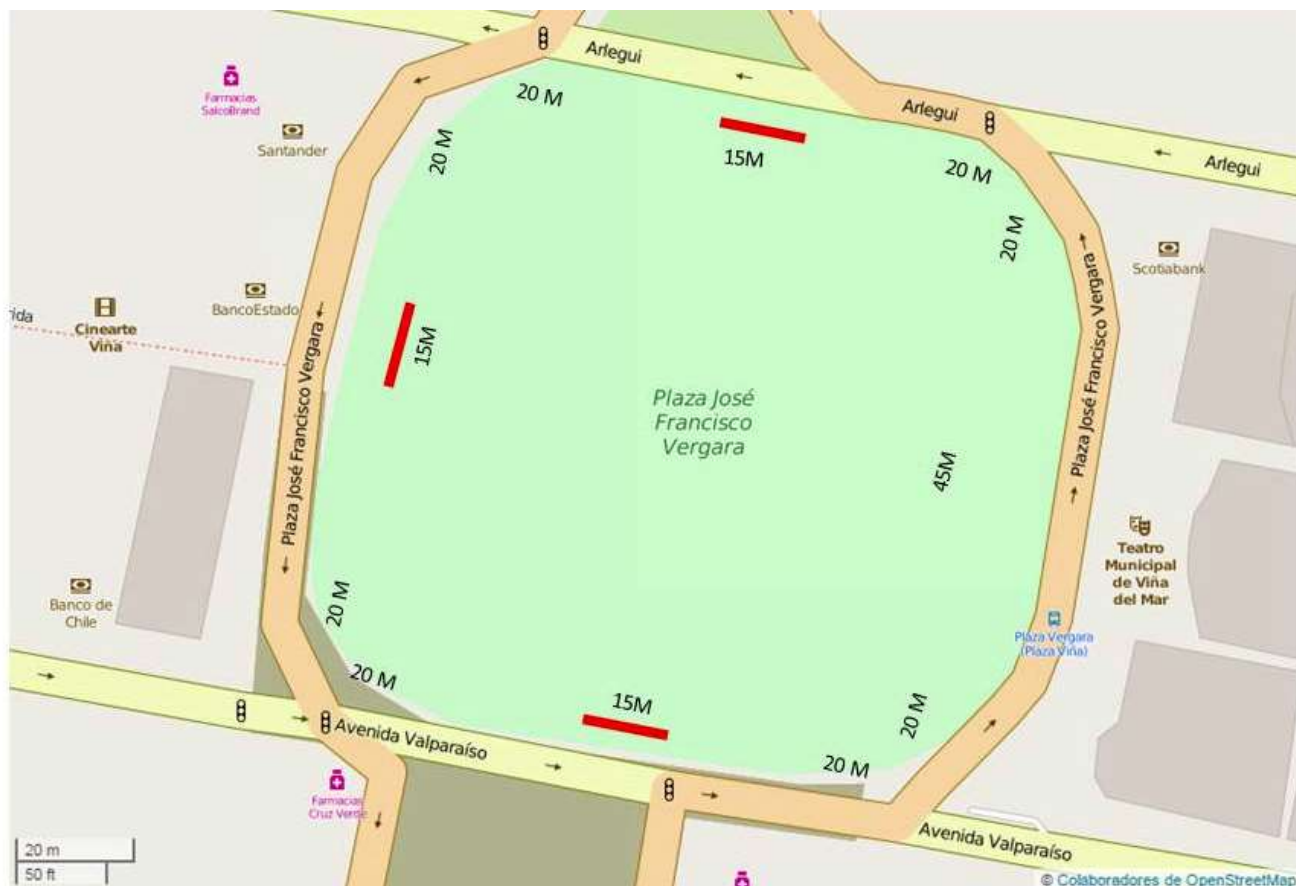 Arlegui
Arlegui
Arlegui
Farmacias
SalcoBrand
Santander
20 M
20 M
15M
20 M
20 M
Scotiabank
BancoEstado
rida
Cinearte
Viña
15M
Plaza José Francisco Vergara
Plaza José Francisco Vergara
Plaza José
Francisco
Vergara
45M
Teatro
Municipal
de Viña
del Mar
Banco de
Chile
20 M
20 M
Plaza Vergara
(Plaza Viña)
15M
20 M
20 M
Avenida Valparaíso
Farmacias
Cruz Verde
Avenida Valparaíso
20 m
50 ft
© Colaboradores de OpenStreetMap